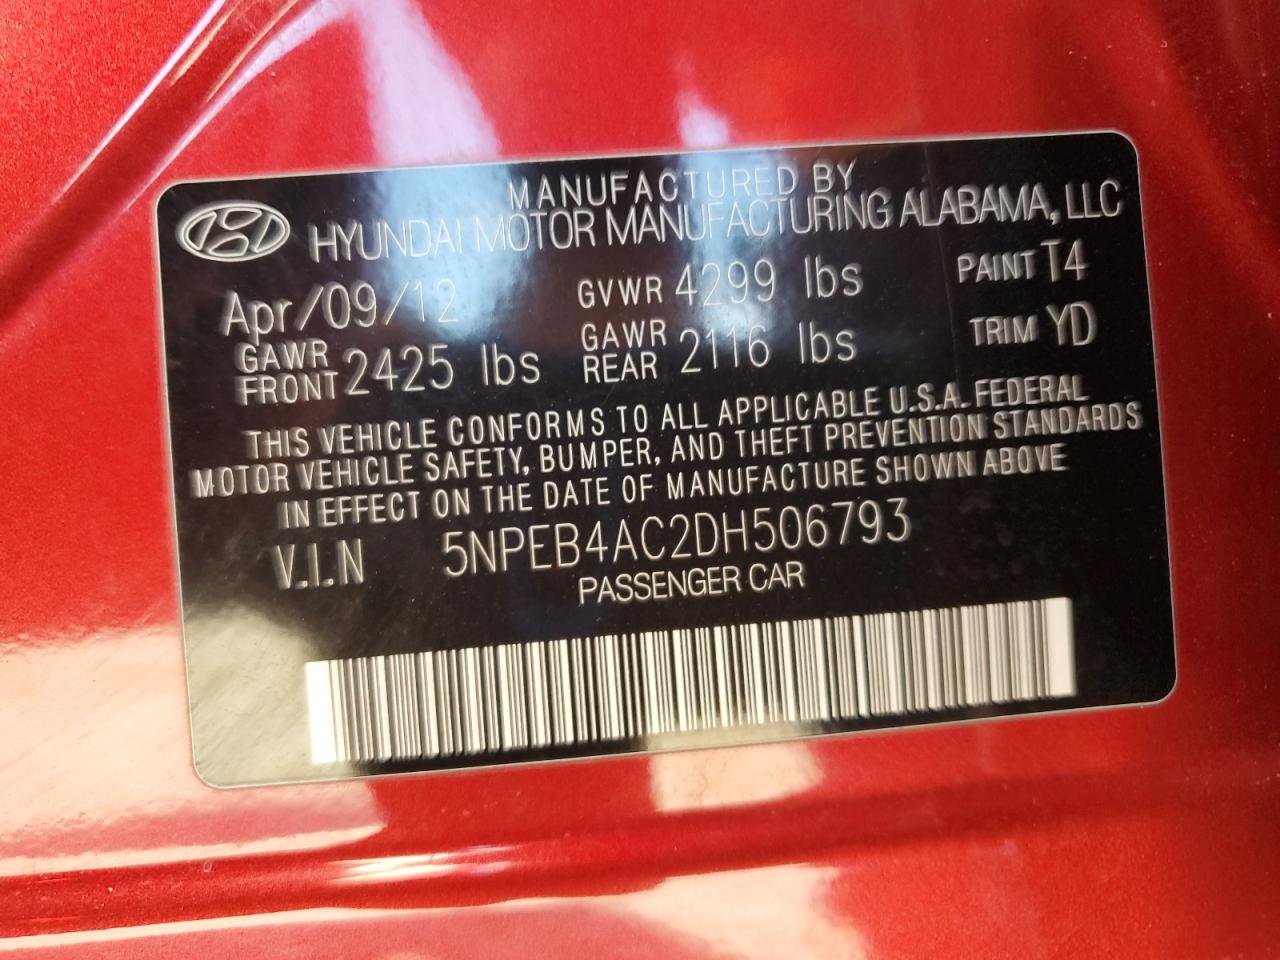 MANUFACTURED BY
HYUNDAI MOTOR MANUFACTURING ALABAMA, LLC
Apr/09/12 GVWR 4299 lbs PAINT T4
GAWR FRONT 2425 lbs GAWR REAR 2116 lbs TRIM YD
THIS VEHICLE CONFORMS TO ALL APPLICABLE U.S.A. FEDERAL
MOTOR VEHICLE SAFETY, BUMPER, AND THEFT PREVENTION STANDARDS
IN EFFECT ON THE DATE OF MANUFACTURE SHOWN ABOVE
V.I.N 5NPEB4AC2DH506793
PASSENGER CAR